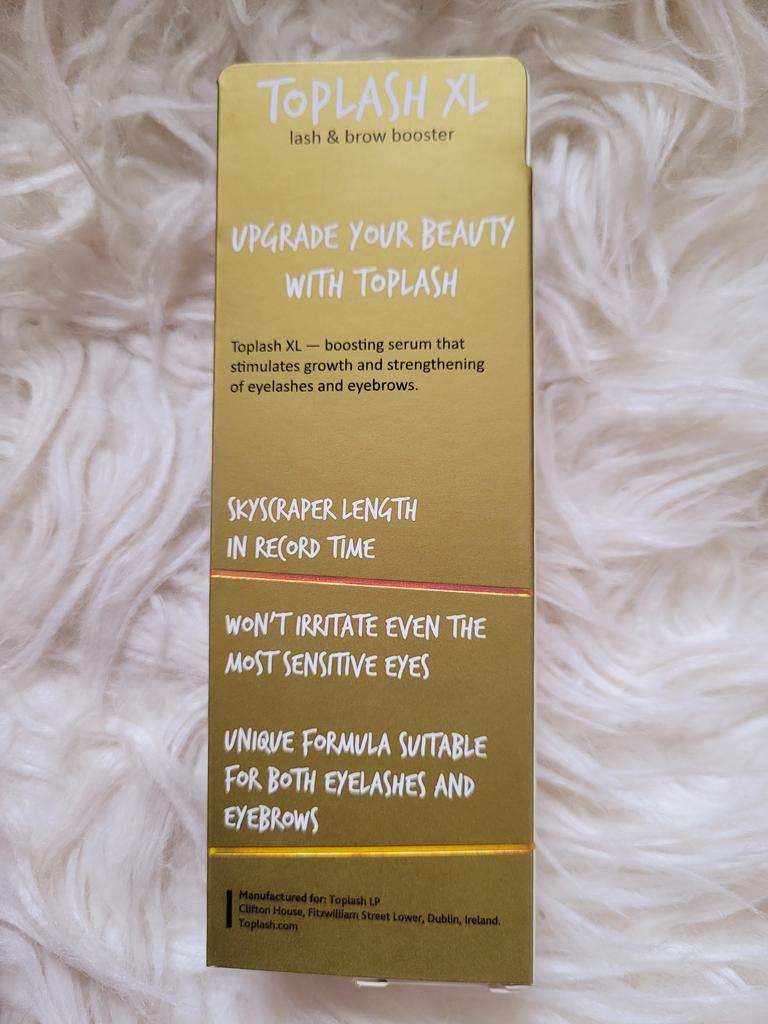 TOPLASH XL
lash & brow booster
UPGRADE YOUR BEAUTY
WITH TOPLASH
Toplash XL — boosting serum that
stimulates growth and strengthening
of eyelashes and eyebrows.
SKYSCRAPER LENGTH
IN RECORD TIME
WON'T IRRITATE EVEN THE
MOST SENSITIVE EYES
UNIQUE FORMULA SUITABLE
FOR BOTH EYELASHES AND
EYEBROWS
Manufactured for: Toplash LP
Clifton House, Fitzwilliam Street Lower, Dublin, Ireland.
Toplash.com